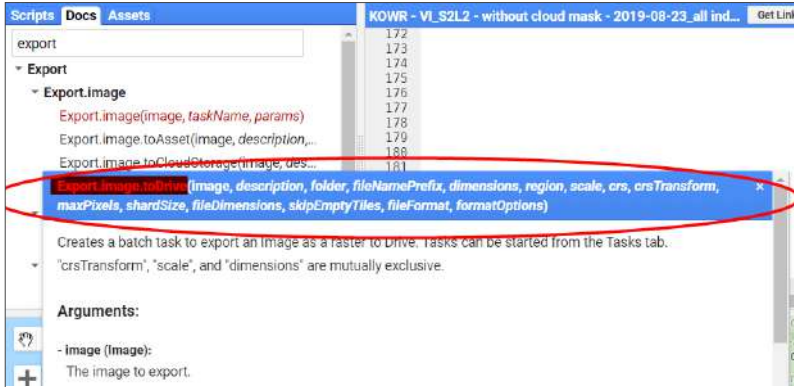 Scripts Docs Assets
KOWR - VI_S2L2 - without cloud mask - 2019-08-23_all ind...
Get Link
export
Export
Export.image
Export.image(image, taskName, params)
Export.image.toAsset(image, description,...
Export.image.toCloudStorage(image, des...
172
173
174
175
176
177
178
179
180
181
Export.image.toDrive(image, description, folder, fileNamePrefix, dimensions, region, scale, crs, crsTransform,
maxPixels, shardSize, fileDimensions, skipEmptyTiles, fileFormat, formatOptions)
×
Creates a batch task to export an Image as a raster to Drive. Tasks can be started from the Tasks tab.
"crsTransform", "scale", and "dimensions" are mutually exclusive.
Arguments:
- image (Image):
The image to export.